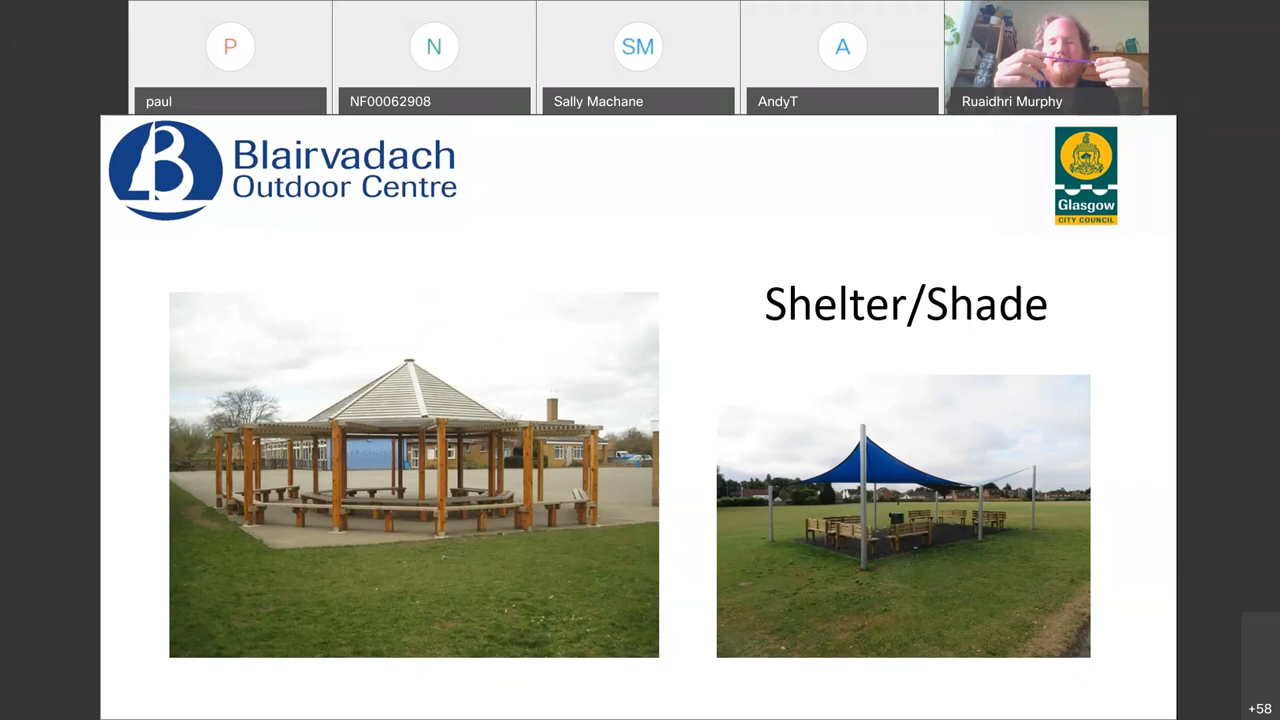 P
N
SM
A
paul
NF00062908
Sally Machane
AndyT
Ruaidhri Murphy
B
Blairvadach
Outdoor Centre
Glasgow
CITY COUNCIL
Shelter/Shade
+58